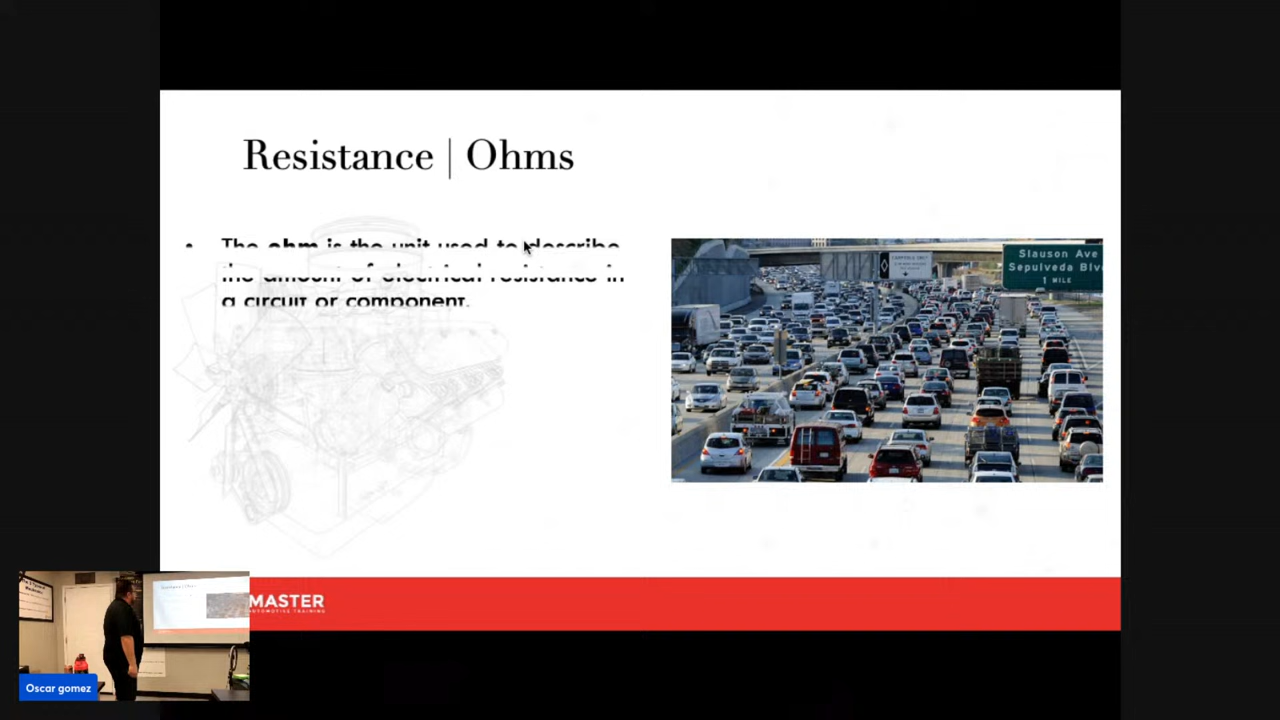 Resistance | Ohms
• The ohm is the unit used to describe
the amount of electrical resistance in
a circuit or component.
Slauson Ave
Sepulveda Blv
1 MILE
MASTER
AUTOMOTIVE TRAINING
Oscar gomez